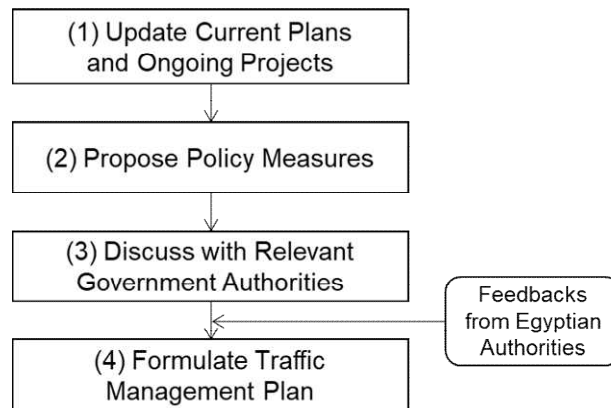 (1) Update Current Plans
and Ongoing Projects
(2) Propose Policy Measures
(3) Discuss with Relevant
Government Authorities
Feedbacks
from Egyptian
Authorities
(4) Formulate Traffic
Management Plan